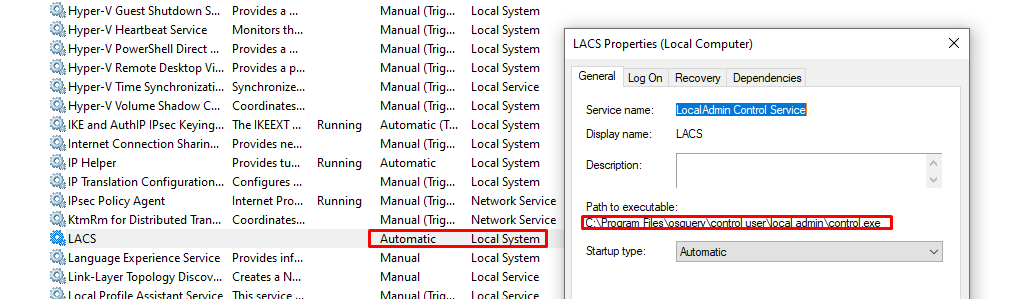 Hyper-V Guest Shutdown S... Provides a ... Manual (Trig... Local System
Hyper-V Heartbeat Service Monitors th... Manual (Trig... Local System
Hyper-V PowerShell Direct ... Provides a ... Manual (Trig... Local System
Hyper-V Remote Desktop Vi... Provides a p... Manual (Trig... Local System
Hyper-V Time Synchronizati... Synchronize... Manual (Trig... Local Service
Hyper-V Volume Shadow C... Coordinates... Manual (Trig... Local System
IKE and AuthIP IPsec Keying... The IKEEXT ... Running Automatic (T... Local System
Internet Connection Sharin... Provides ne... Manual (Trig... Local System
IP Helper Provides tu... Running Automatic Local System
IP Translation Configuration... Configures ... Manual (Trig... Local System
IPsec Policy Agent Internet Pro... Running Manual (Trig... Network Service
KtmRm for Distributed Tran... Coordinates... Manual (Trig... Network Service
LACS Automatic Local System
Language Experience Service Provides inf... Manual Local System
Link-Layer Topology Discov... Creates a N... Manual Local Service
Local Profile Assistant Service This service ... Manual (Trig... Local Service
LACS Properties (Local Computer)
General Log On Recovery Dependencies
Service name: LocalAdmin Control Service
Display name: LACS
Description:
Path to executable:
C:\Program Files\osquery\control user\local admin\control.exe
Startup type: Automatic